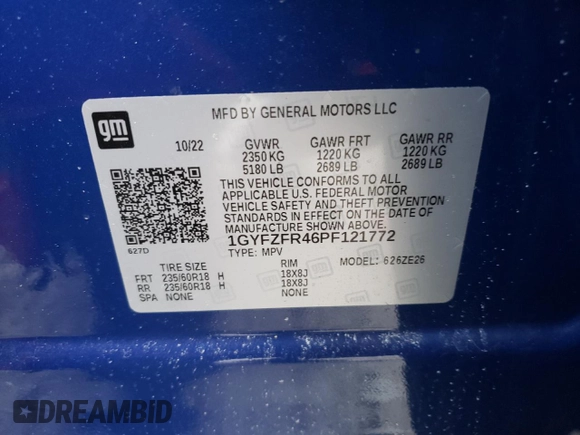 gm
MFD BY GENERAL MOTORS LLC
10/22 GVWR GAWR FRT GAWR RR
2350 KG 1220 KG 1220 KG
5180 LB 2689 LB 2689 LB
THIS VEHICLE CONFORMS TO ALL
APPLICABLE U.S. FEDERAL MOTOR
VEHICLE SAFETY AND THEFT PREVENTION
STANDARDS IN EFFECT ON THE DATE
OF MANUFACTURE SHOWN ABOVE.
1GYFZFR46PF121772
627D TYPE: MPV MODEL: 626ZE26
TIRE SIZE RIM
FRT 235/60R18 H 18X8J
RR 235/60R18 H 18X8J
SPA NONE NONE
DREAMBID